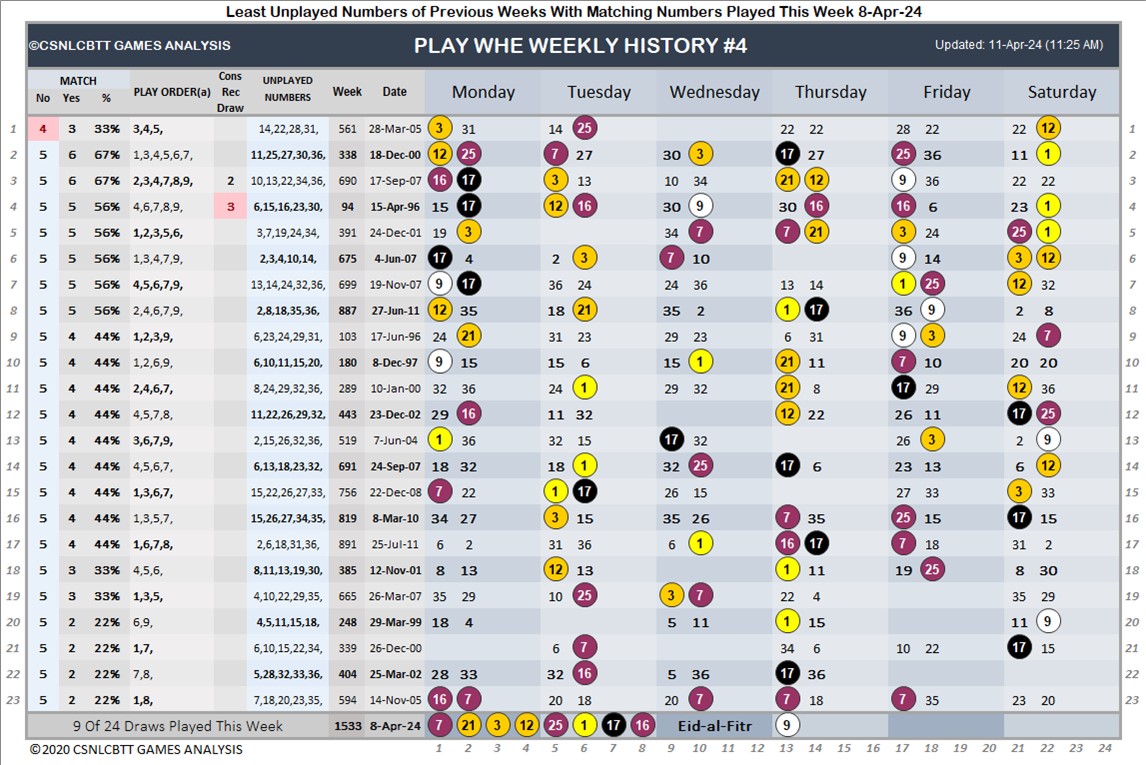 Least Unplayed Numbers of Previous Weeks With Matching Numbers Played This Week 8-Apr-24
©CSNLCBTT GAMES ANALYSIS PLAY WHE WEEKLY HISTORY #4 Updated: 11-Apr-24 (11:25 AM)
MATCH Cons
No Yes % PLAY ORDER(a) Rec UNPLAYED NUMBERS Week Date Monday Tuesday Wednesday Thursday Friday Saturday
Draw
1 4 3 33% 3,4,5, 14,22,28,31, 561 28-Mar-05 3 31 14 25 22 22 28 22 22 12 1
2 5 6 67% 1,3,4,5,6,7, 11,25,27,30,36, 338 18-Dec-00 12 25 7 27 30 3 17 27 25 36 11 1 2
3 5 6 67% 2,3,4,7,8,9, 2 10,13,22,34,36, 690 17-Sep-07 16 17 3 13 10 34 21 12 9 36 22 22 3
4 5 5 56% 4,6,7,8,9, 3 6,15,16,23,30, 94 15-Apr-96 15 17 12 16 30 9 30 16 16 6 23 1 4
5 5 5 56% 1,2,3,5,6, 3,7,19,24,34, 391 24-Dec-01 19 3 34 7 7 21 3 24 25 1 5
6 5 5 56% 1,3,4,7,9, 2,3,4,10,14, 675 4-Jun-07 17 4 2 3 7 10 9 14 3 12 6
7 5 5 56% 4,5,6,7,9, 13,14,24,32,36, 699 19-Nov-07 9 17 36 24 24 36 13 14 1 25 12 32 7
8 5 5 56% 2,4,6,7,9, 2,8,18,35,36, 887 27-Jun-11 12 35 18 21 35 2 1 17 36 9 2 8 8
9 5 4 44% 1,2,3,9, 6,23,24,29,31, 103 17-Jun-96 24 21 31 23 29 23 6 31 9 3 24 7 9
10 5 4 44% 1,2,6,9, 6,10,11,15,20, 180 8-Dec-97 9 15 15 6 15 1 21 11 7 10 20 20 10
11 5 4 44% 2,4,6,7, 8,24,29,32,36, 289 10-Jan-00 32 36 24 1 29 32 21 8 17 29 12 36 11
12 5 4 44% 4,5,7,8, 11,22,26,29,32, 443 23-Dec-02 29 16 11 32 12 22 26 11 17 25 12
13 5 4 44% 3,6,7,9, 2,15,26,32,36, 519 7-Jun-04 1 36 32 15 17 32 26 3 2 9 13
14 5 4 44% 4,5,6,7, 6,13,18,23,32, 691 24-Sep-07 18 32 18 1 32 25 17 6 23 13 6 12 14
15 5 4 44% 1,3,6,7, 15,22,26,27,33, 756 22-Dec-08 7 22 1 17 26 15 27 33 3 33 15
16 5 4 44% 1,3,5,7, 15,26,27,34,35, 819 8-Mar-10 34 27 3 15 35 26 7 35 25 15 17 15 16
17 5 4 44% 1,6,7,8, 2,6,18,31,36, 891 25-Jul-11 6 2 31 36 6 1 16 17 7 18 31 2 17
18 5 3 33% 4,5,6, 8,11,13,19,30, 385 12-Nov-01 8 13 12 13 1 11 19 25 8 30 18
19 5 3 33% 1,3,5, 4,10,22,29,35, 665 26-Mar-07 35 29 10 25 3 7 22 4 35 29 19
20 5 2 22% 6,9, 4,5,11,15,18, 248 29-Mar-99 18 4 5 11 1 15 11 9 20
21 5 2 22% 1,7, 6,10,15,22,34, 339 26-Dec-00 6 7 34 6 10 22 17 15 21
22 5 2 22% 7,8, 5,28,32,33,36, 404 25-Mar-02 28 33 32 16 5 36 17 36 22
23 5 2 22% 1,8, 7,18,20,23,35, 594 14-Nov-05 16 7 20 18 20 7 7 18 7 35 23 20 23
9 Of 24 Draws Played This Week 1533 8-Apr-24 7 21 3 12 25 1 17 16 Eid-al-Fitr 9
© 2020 CSNLCBTT GAMES ANALYSIS 1 2 3 4 5 6 7 8 9 10 11 12 13 14 15 16 17 18 19 20 21 22 23 24